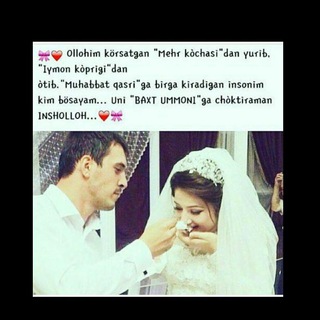 🎀❤️ Ollohim kòrsatgan "Mehr kòchasi"dan yurib,
"Iymon kòprigi"dan
òtib,"Muhabbat qasri"ga birga kiradigan insonim
kim bòsayam... Uni "BAXT UMMONI"ga chòktiraman
INSHOLLOH...❤️🎀